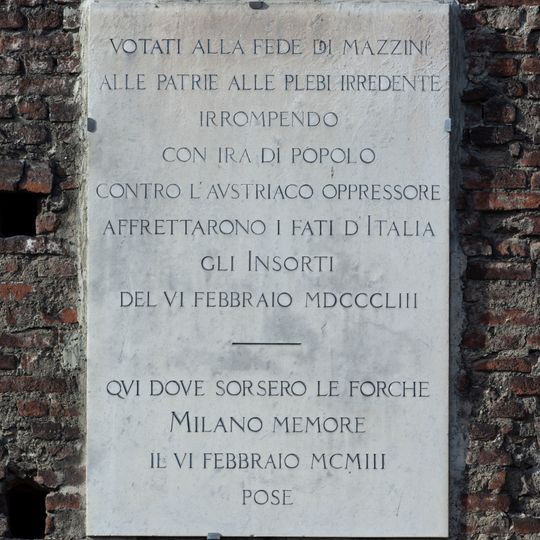 VOTATI ALLA FEDE DI MAZZINI
ALLE PATRIE ALLE PLEBI IRREDENTE
IRROMPENDO
CON IRA DI POPOLO
CONTRO L'AVSTRIACO OPPRESSORE
AFFRETTARONO I FATI D'ITALIA
GLI INSORTI
DEL VI FEBBRAIO MDCCCLIII
QVI DOVE SORSERO LE FORCHE
MILANO MEMORE
IL VI FEBBRAIO MCMIII
POSE